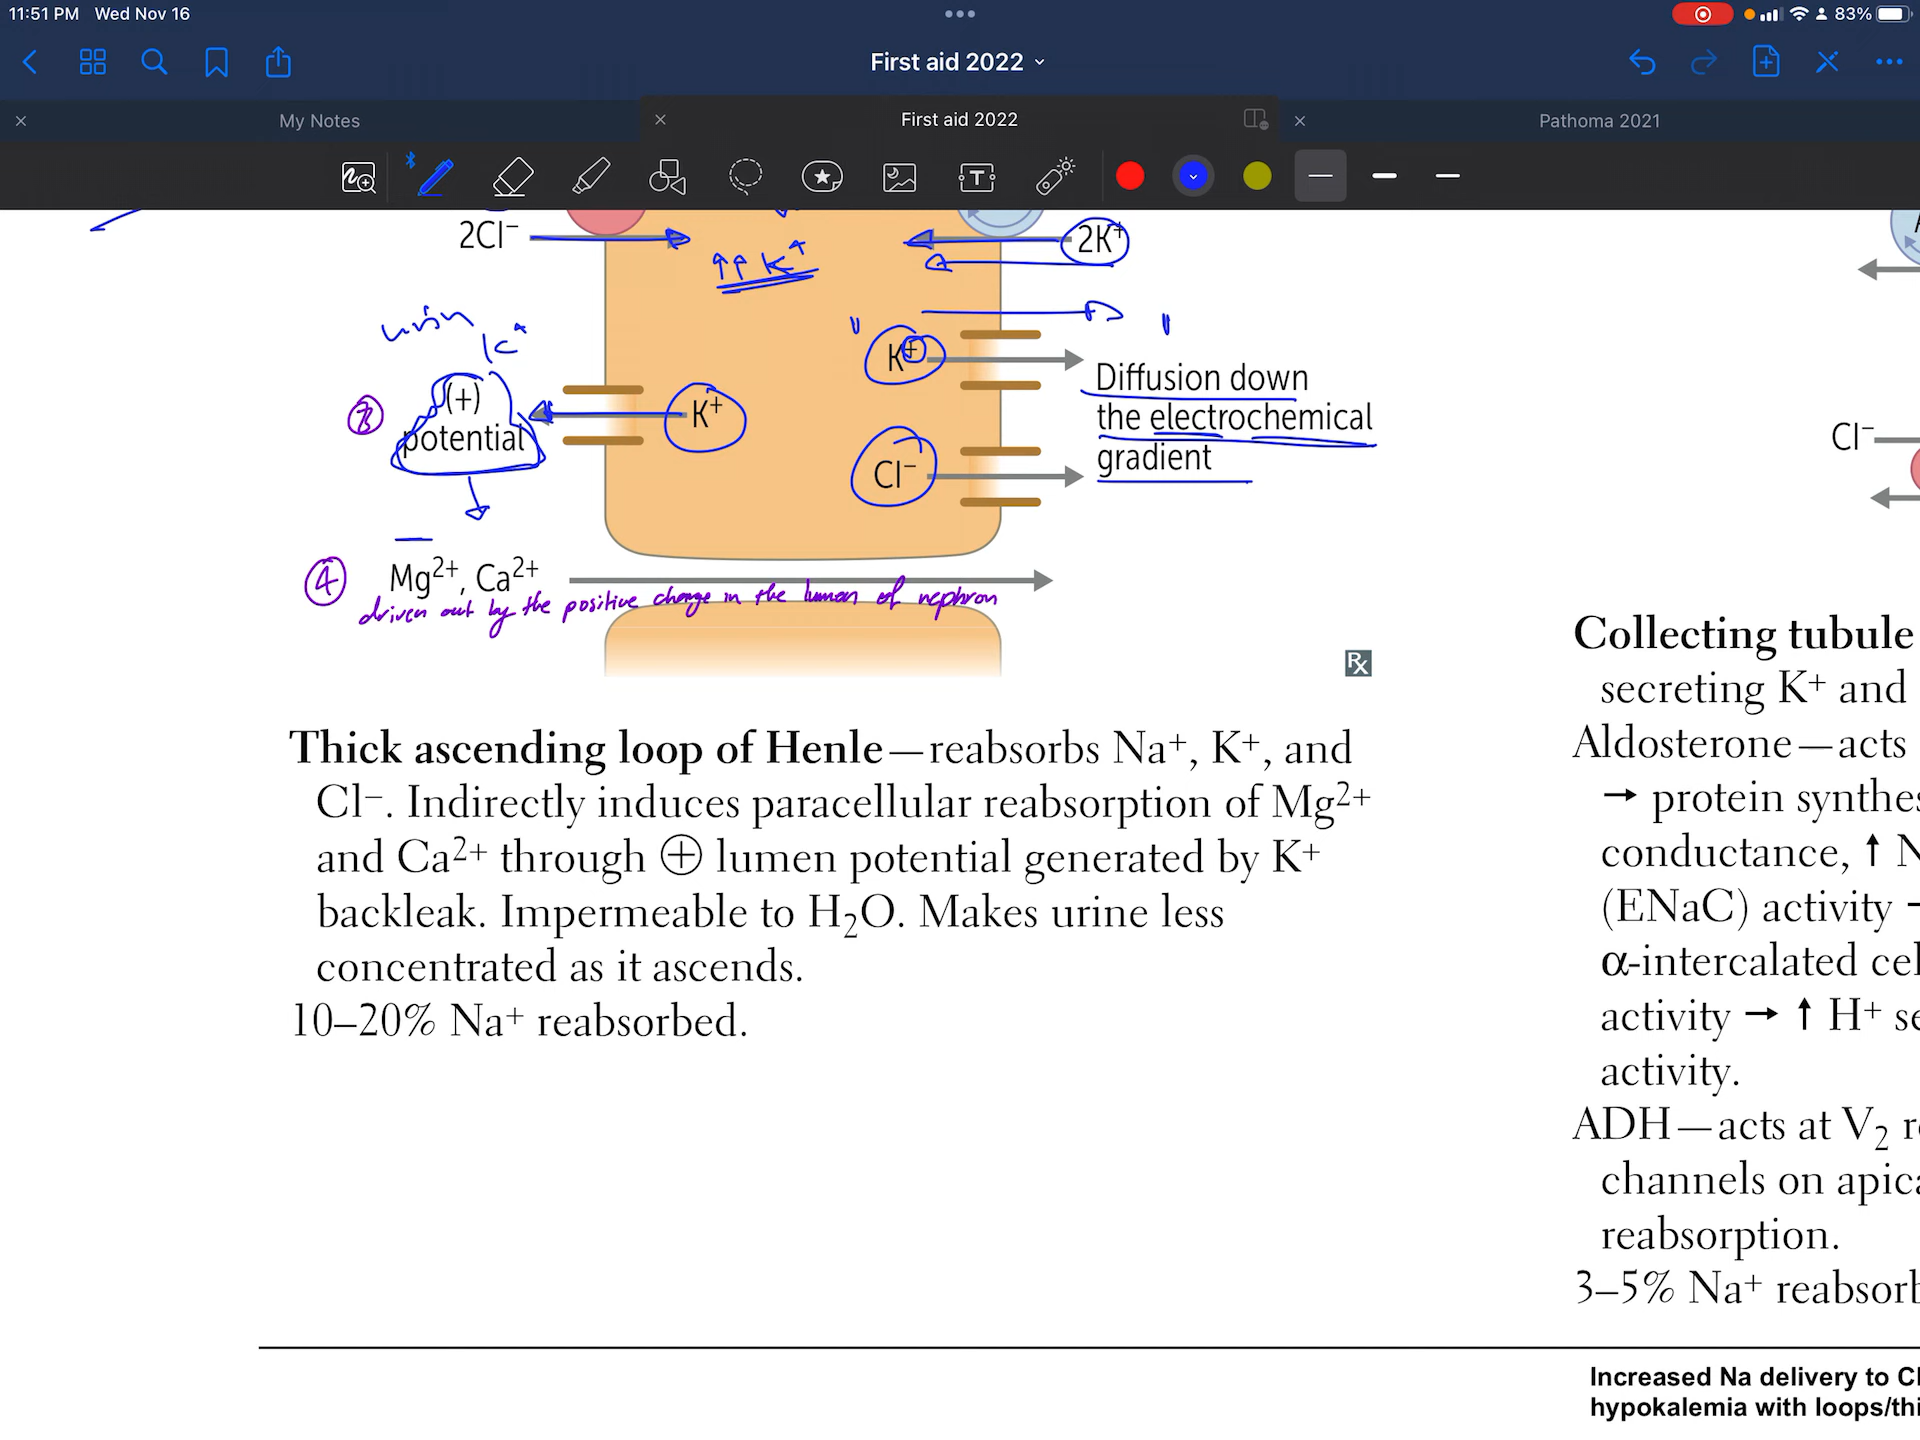 11:51 PM Wed Nov 16
83%
First aid 2022
My Notes
First aid 2022
Pathoma 2021
2Cl⁻
2K⁺
↑↑ K⁺
K⁺
K⁺
(+)
potential
K⁺
Diffusion down
the electrochemical
gradient
Cl⁻
Cl⁻
④ Mg²⁺, Ca²⁺
driven out by the positive charge in the lumen of nephron
Rx
Thick ascending loop of Henle—reabsorbs Na⁺, K⁺, and
Cl⁻. Indirectly induces paracellular reabsorption of Mg²⁺
and Ca²⁺ through ⊕ lumen potential generated by K⁺
backleak. Impermeable to H₂O. Makes urine less
concentrated as it ascends.
10–20% Na⁺ reabsorbed.
Collecting tubule
secreting K⁺ and
Aldosterone—acts
→ protein synthes
conductance, ↑ N
(ENaC) activity
α-intercalated cel
activity → ↑ H⁺ se
activity.
ADH—acts at V₂ r
channels on apica
reabsorption.
3–5% Na⁺ reabsorb
Increased Na delivery to C
hypokalemia with loops/thi